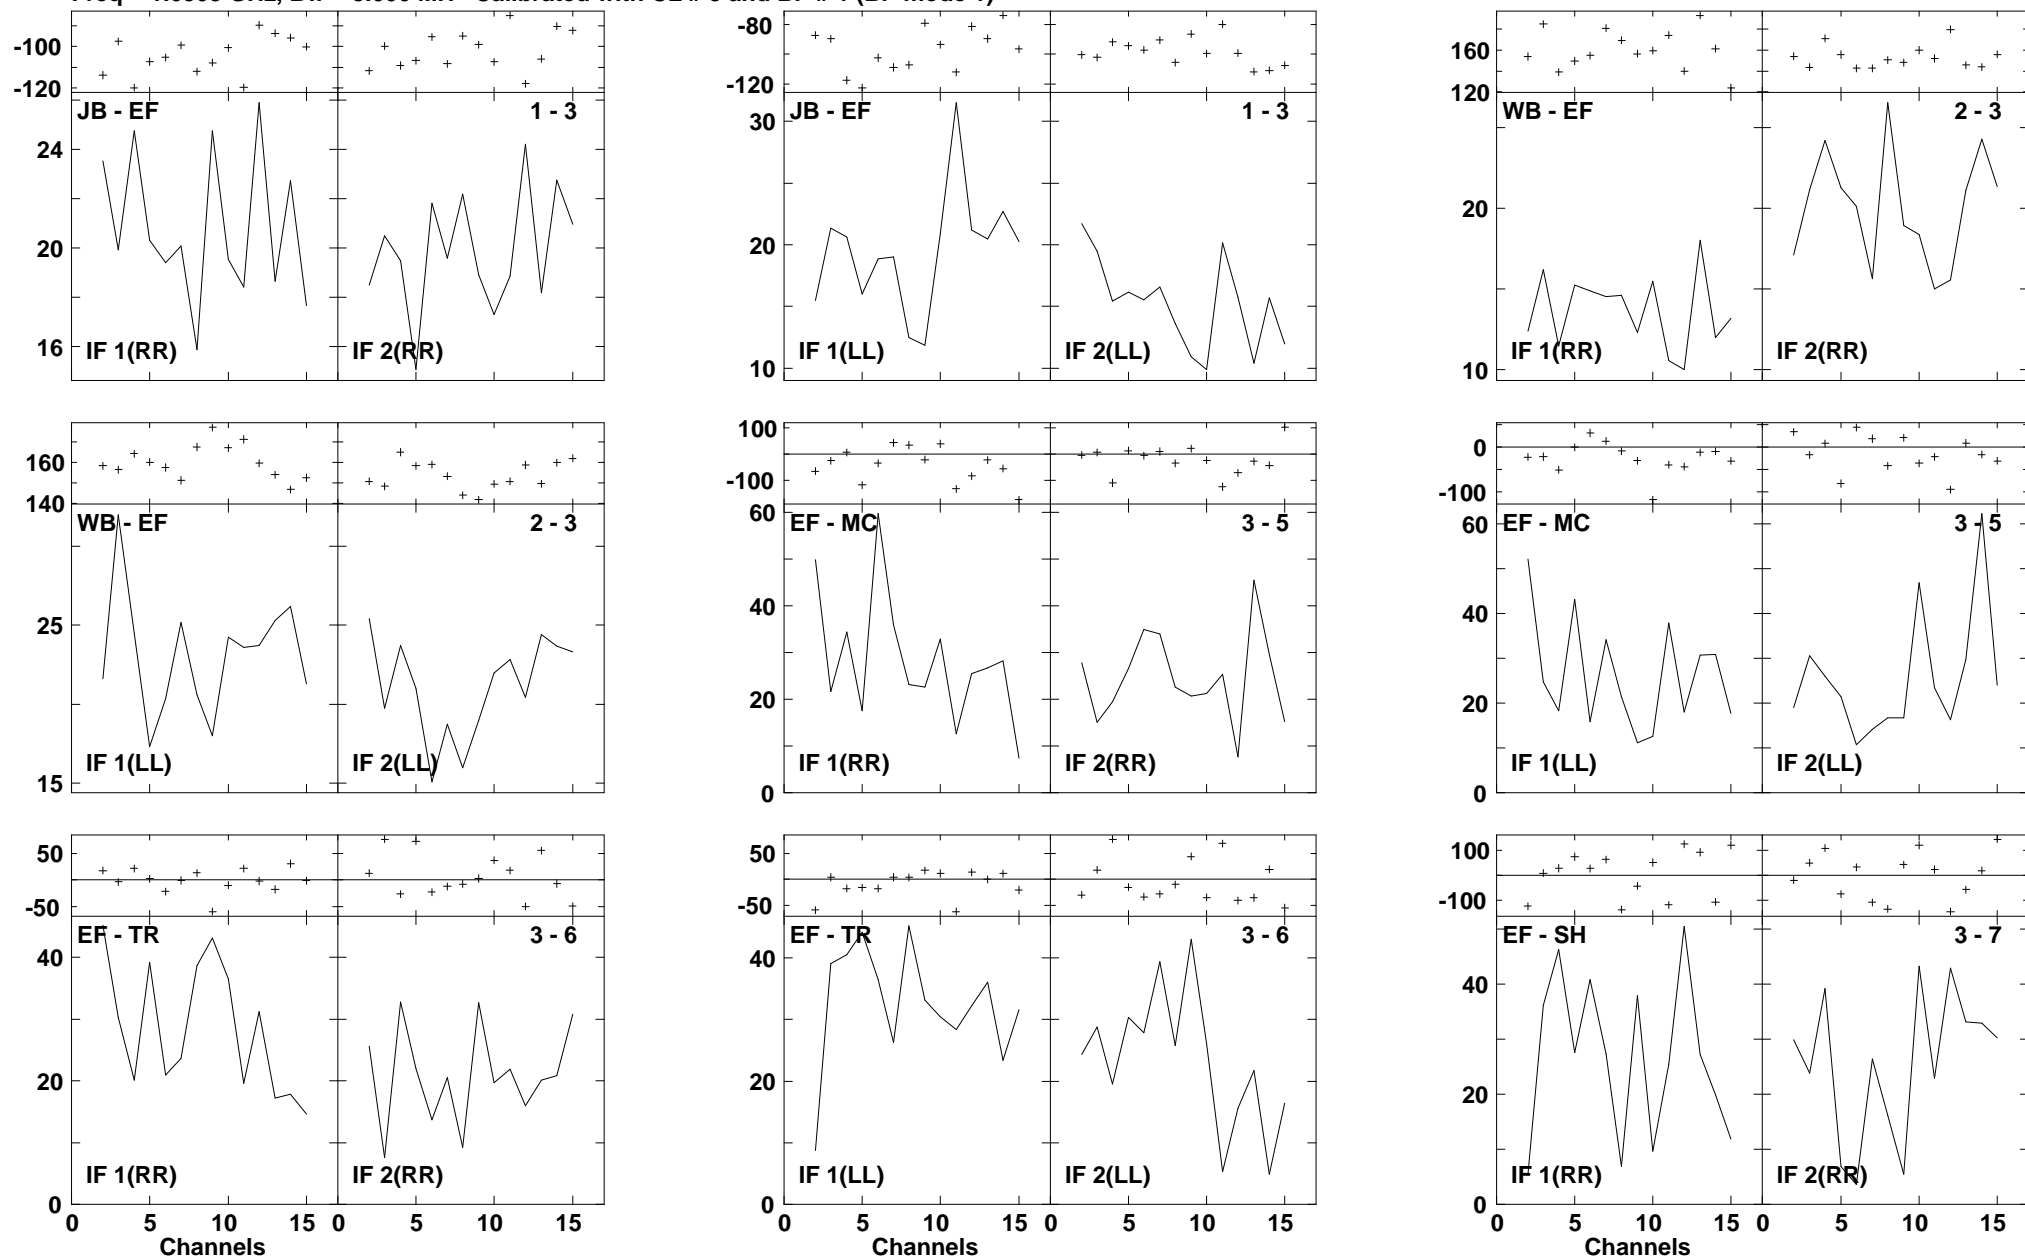 -100
-120
JB - EF 1 - 3
24
20
16
IF 1(RR) IF 2(RR)
-80
-120
JB - EF 1 - 3
30
20
10
IF 1(LL) IF 2(LL)
160
120
WB - EF 2 - 3
20
10
IF 1(RR) IF 2(RR)
160
140
WB - EF 2 - 3
25
15
IF 1(LL) IF 2(LL)
100
-100
EF - MC 3 - 5
60
40
20
0
IF 1(RR) IF 2(RR)
0
-100
EF - MC 3 - 5
60
40
20
0
IF 1(LL) IF 2(LL)
50
-50
EF - TR 3 - 6
40
20
0
IF 1(RR) IF 2(RR)
0 5 10 15 0 5 10 15
Channels
50
-50
EF - TR 3 - 6
40
20
0
IF 1(LL) IF 2(LL)
0 5 10 15 0 5 10 15
Channels
100
-100
EF - SH 3 - 7
40
20
0
IF 1(RR) IF 2(RR)
0 5 10 15 0 5 10 15
Channels